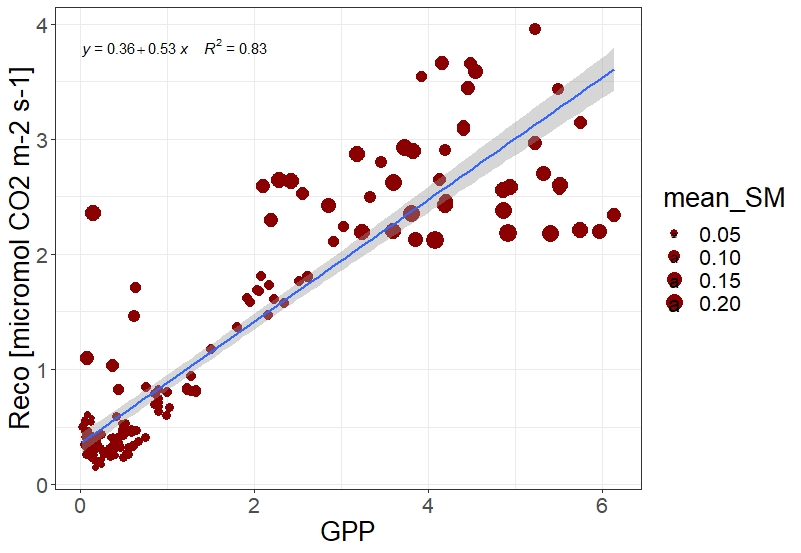 y = 0.36+0.53 x R² = 0.83
4
3
2
1
0
0 2 4 6
GPP
Reco [micromol CO2 m-2 s-1]
mean_SM
0.05
a 0.10
a 0.15
a 0.20